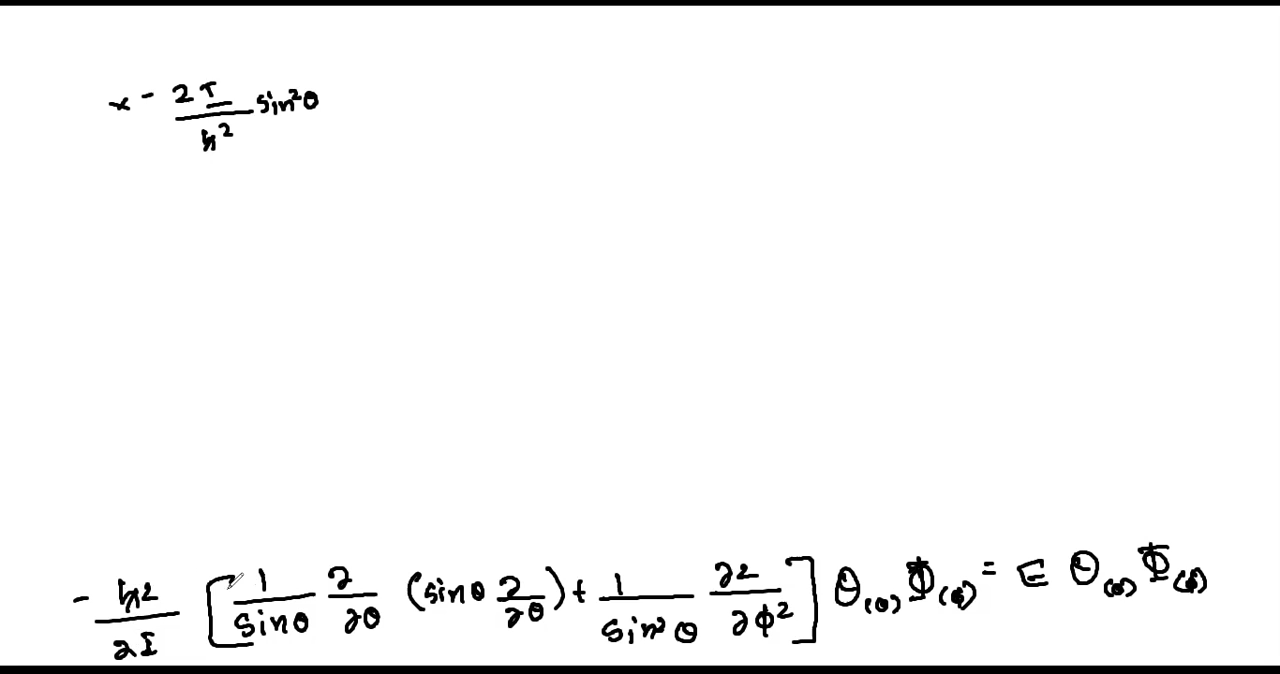 x - 2I/ħ² sin²θ
- ħ²/2I [1/sinθ ∂/∂θ (sinθ ∂/∂θ) + 1/sin²θ ∂²/∂ϕ²] Θ(θ) Φ(ϕ) = E Θ(θ) Φ(ϕ)